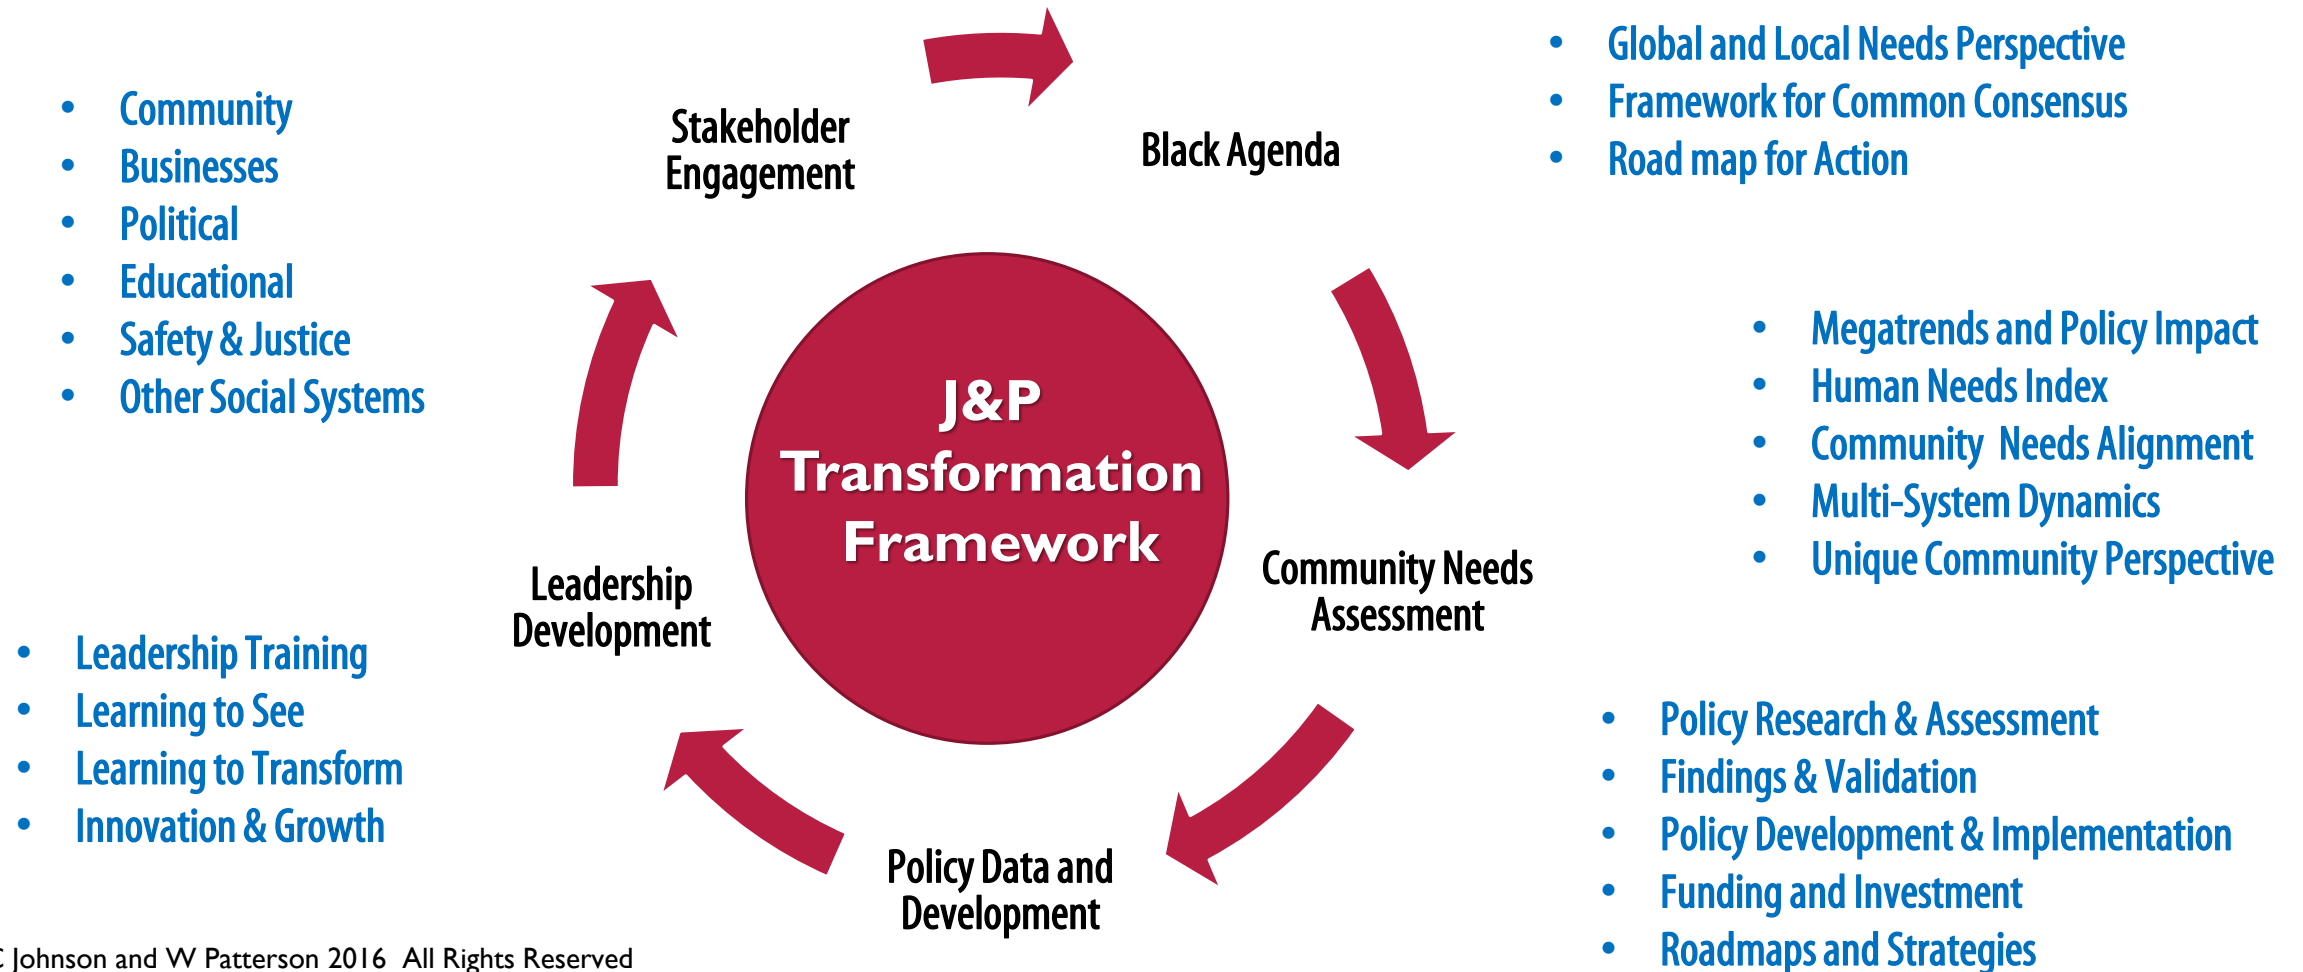 Community
Businesses
Political
Educational
Safety & Justice
Other Social Systems
Stakeholder
Engagement
Black Agenda
Global and Local Needs Perspective
Framework for Common Consensus
Road map for Action
Megatrends and Policy Impact
Human Needs Index
Community Needs Alignment
Multi-System Dynamics
Unique Community Perspective
J&P
Transformation
Framework
Leadership
Development
Community Needs
Assessment
Leadership Training
Learning to See
Learning to Transform
Innovation & Growth
Policy Data and
Development
Policy Research & Assessment
Findings & Validation
Policy Development & Implementation
Funding and Investment
Roadmaps and Strategies
Johnson and W Patterson 2016 All Rights Reserved